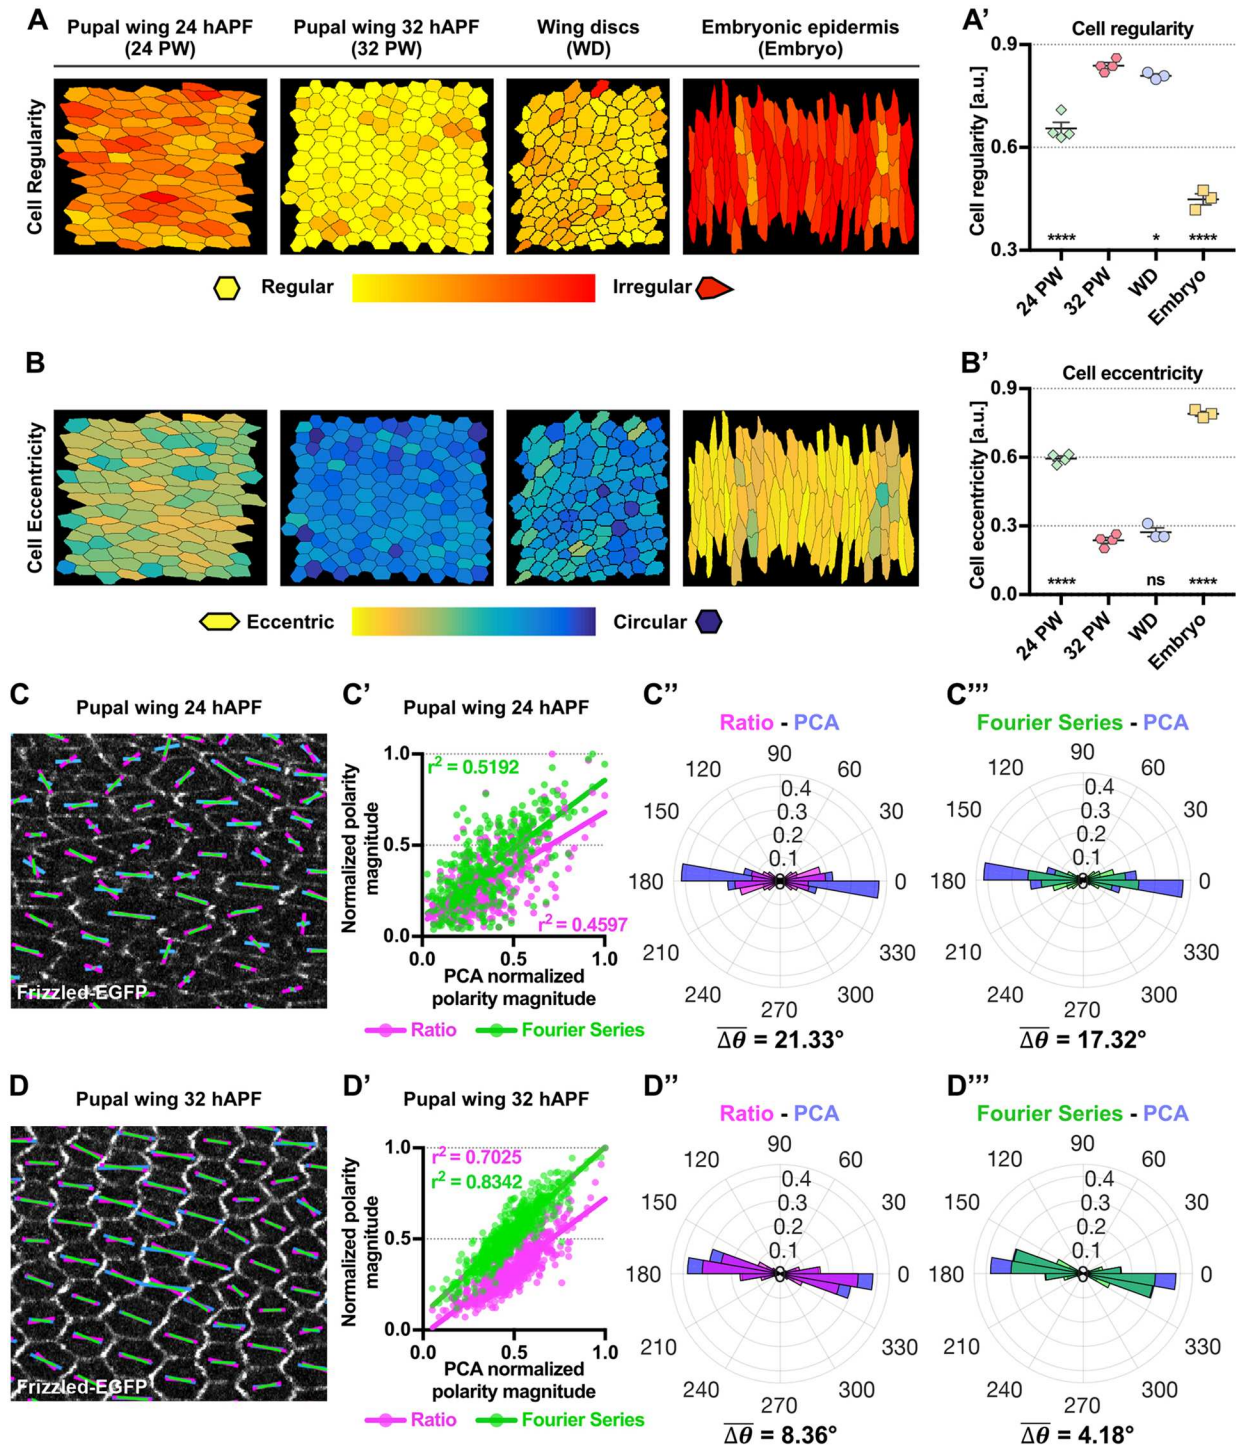 A
Pupal wing 24 hAPF
(24 PW)
Pupal wing 32 hAPF
(32 PW)
Wing discs
(WD)
Embryonic epidermis
(Embryo)
Cell Regularity
Regular
Irregular
A'
Cell regularity
Cell regularity [a.u.]
0.9
0.6
0.3
****
*
****
24 PW
32 PW
WD
Embryo
B
Cell Eccentricity
Eccentric
Circular
B'
Cell eccentricity
Cell eccentricity [a.u.]
0.9
0.6
0.3
0.0
****
ns
****
24 PW
32 PW
WD
Embryo
C
Pupal wing 24 hAPF
Frizzled-EGFP
C'
Pupal wing 24 hAPF
Normalized polarity
magnitude
1.0
0.5
0.0
r² = 0.5192
r² = 0.4597
0.0
0.5
1.0
PCA normalized
polarity magnitude
Ratio
Fourier Series
C''
Ratio - PCA
90
120
60
150
30
180
0
210
330
240
300
270
0.4
0.3
0.2
0.1
0
Δθ = 21.33°
C'''
Fourier Series - PCA
90
120
60
150
30
180
0
210
330
240
300
270
0.4
0.3
0.2
0.1
0
Δθ = 17.32°
D
Pupal wing 32 hAPF
Frizzled-EGFP
D'
Pupal wing 32 hAPF
Normalized polarity
magnitude
1.0
0.5
0.0
r² = 0.7025
r² = 0.8342
0.0
0.5
1.0
PCA normalized
polarity magnitude
Ratio
Fourier Series
D''
Ratio - PCA
90
120
60
150
30
180
0
210
330
240
300
270
0.4
0.3
0.2
0.1
0
Δθ = 8.36°
D'''
Fourier Series - PCA
90
120
60
150
30
180
0
210
330
240
300
270
0.4
0.3
0.2
0.1
0
Δθ = 4.18°